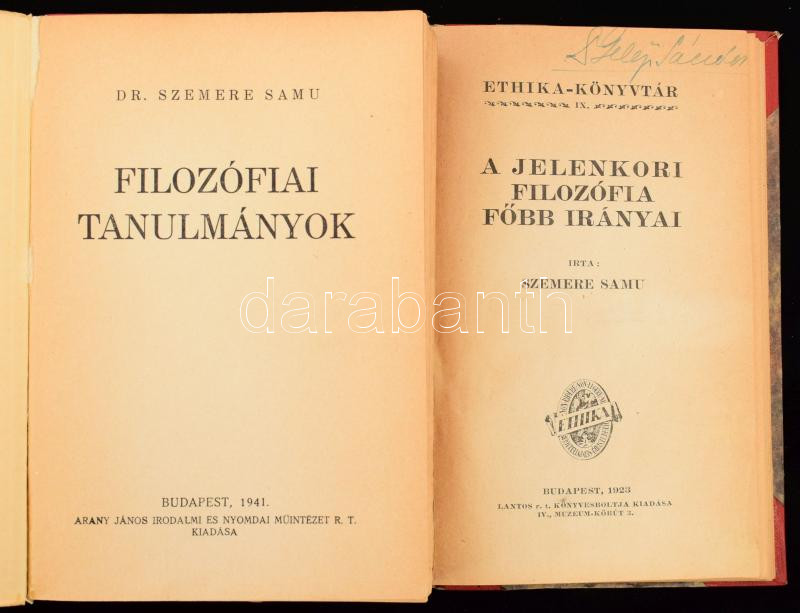 DR. SZEMERE SAMU
FILOZÓFIAI
TANULMÁNYOK
BUDAPEST, 1941.
ARANY JÁNOS IRODALMI ÉS NYOMDAI MŰINTÉZET R. T.
KIADÁSA
Sándor
ETHIKA-KÖNYVTÁR
IX.
A JELENKORI
FILOZÓFIA
FŐBB IRÁNYAI
IRTA:
SZEMERE SAMU
ETHIKA
BUDAPEST, 1923
LANTOS r. t. KÖNYVESBOLTJA KIADÁSA
IV., MUZEUM-KÖRÚT 3.
darabanth